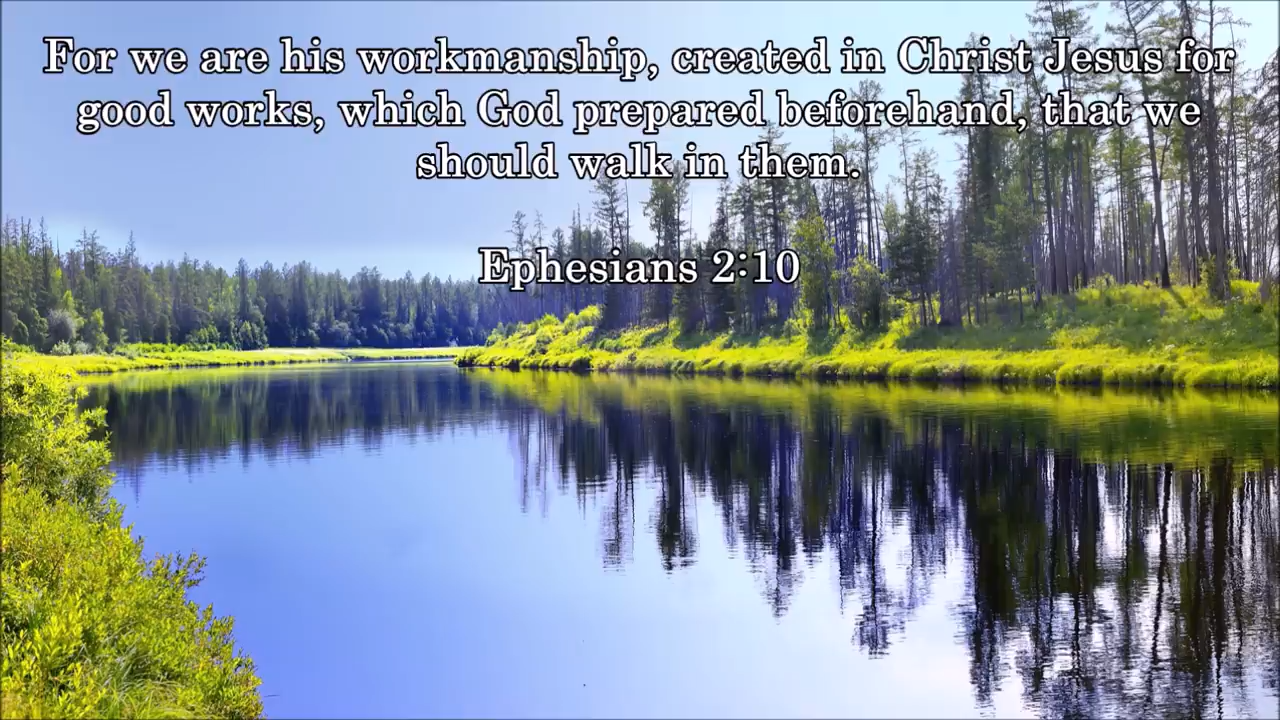 For we are his workmanship, created in Christ Jesus for
good works, which God prepared beforehand, that we
should walk in them.
Ephesians 2:10